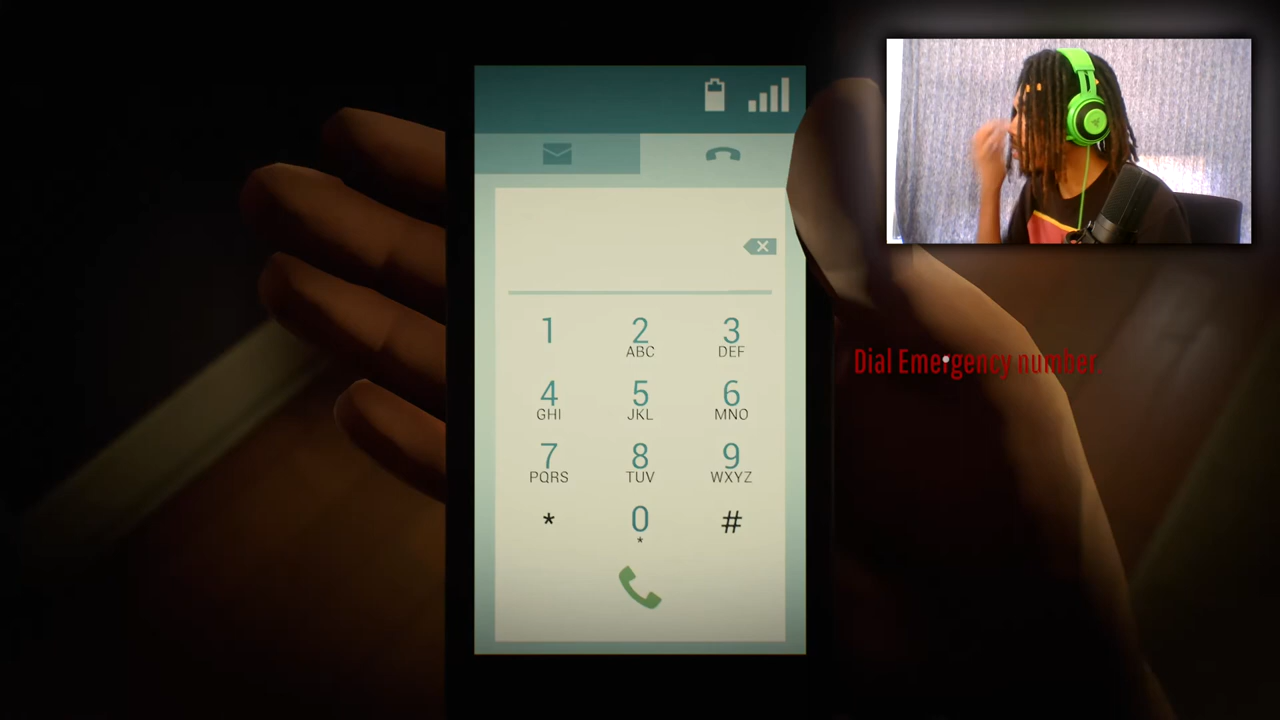 1
2
ABC
3
DEF
4
GHI
5
JKL
6
MNO
7
PQRS
8
TUV
9
WXYZ
*
0
*
#
Dial Emergency number.